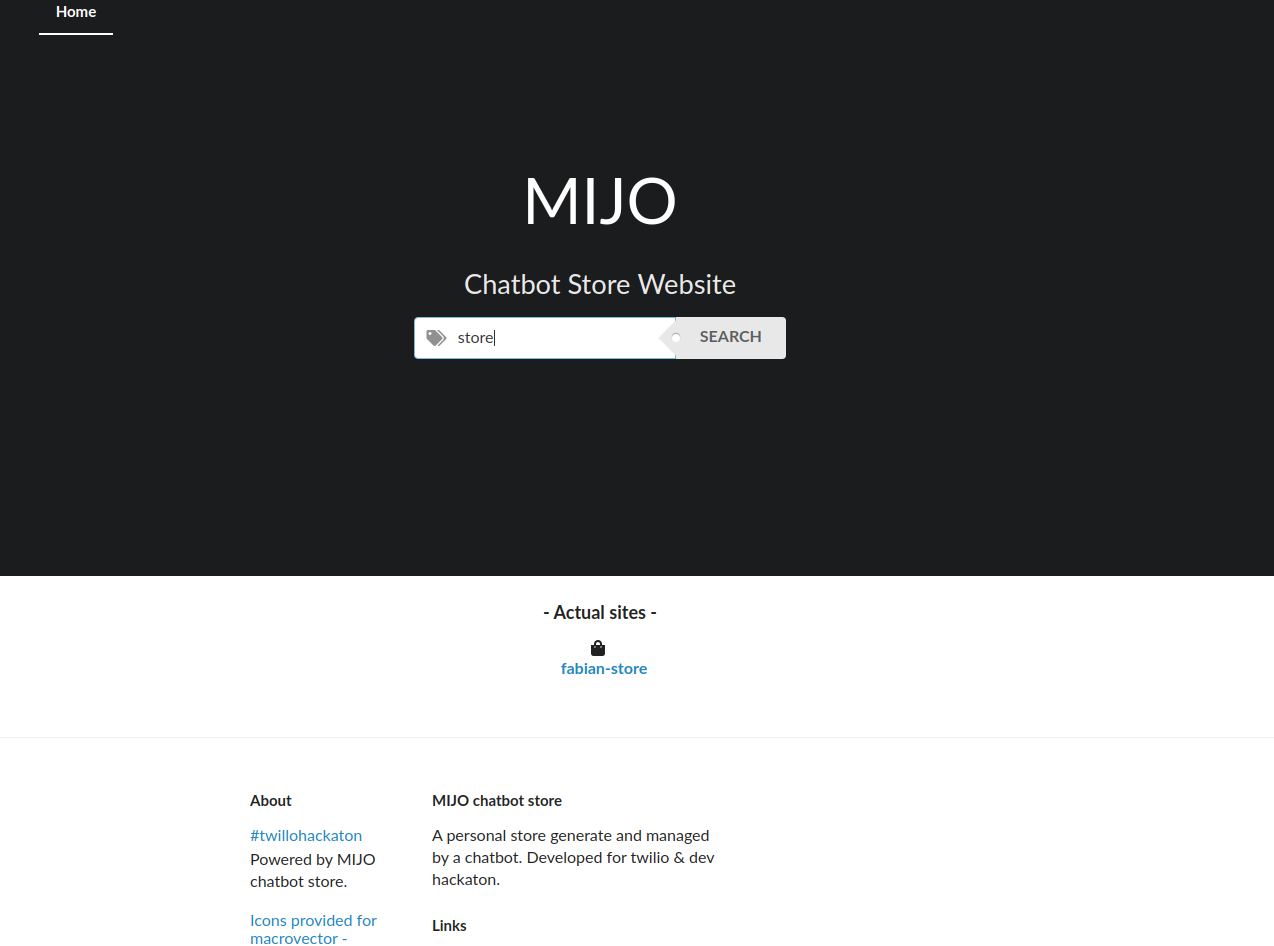 Home
MIJO
Chatbot Store Website
store
SEARCH
- Actual sites -
fabian-store
About
#twillohackaton
Powered by MIJO
chatbot store.
Icons provided for
macrovector -
MIJO chatbot store
A personal store generate and managed
by a chatbot. Developed for twilio & dev
hackaton.
Links